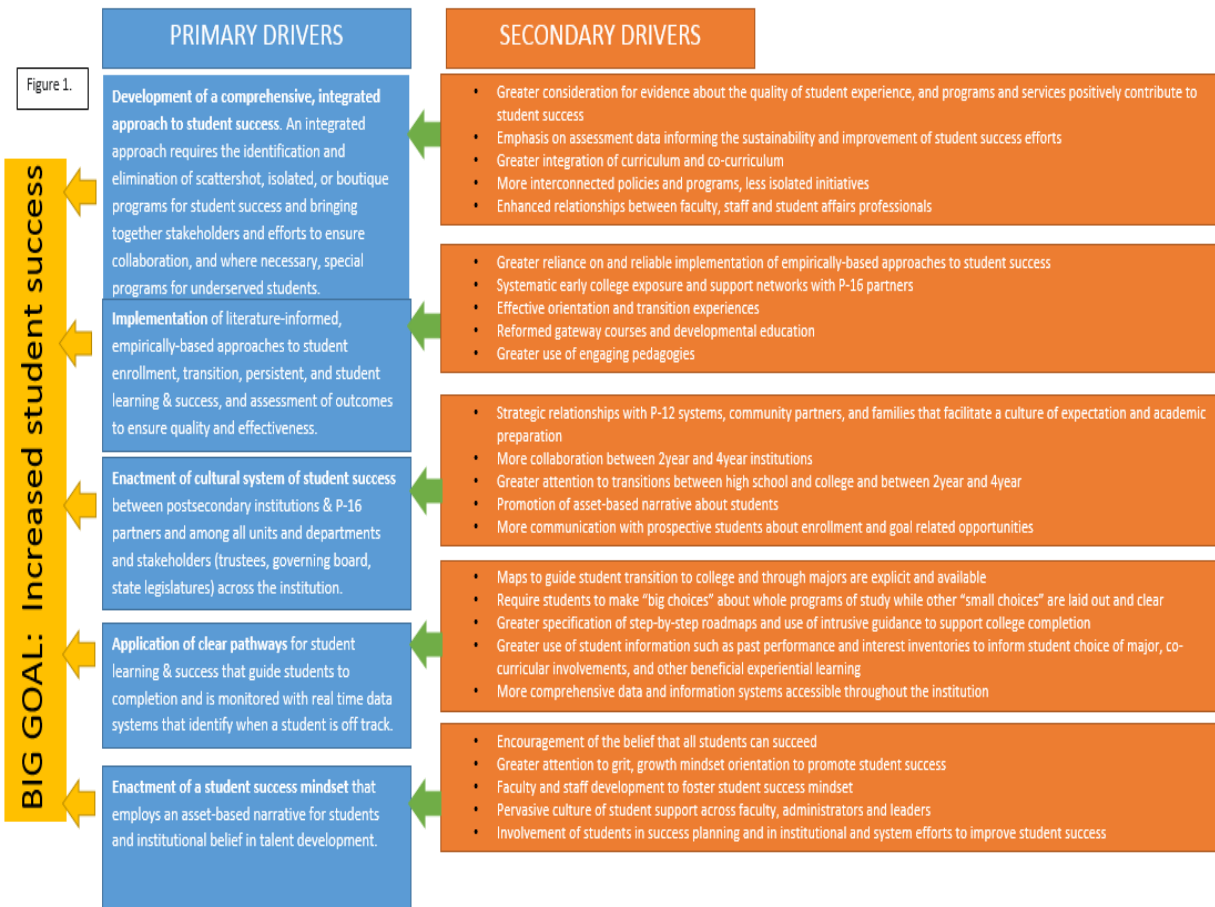 PRIMARY DRIVERS
SECONDARY DRIVERS
Figure 1.
BIG GOAL: Increased student success
Development of a comprehensive, integrated
approach to student success. An integrated
approach requires the identification and
elimination of scattershot, isolated, or boutique
programs for student success and bringing
together stakeholders and efforts to ensure
collaboration, and where necessary, special
programs for underserved students.
• Greater consideration for evidence about the quality of student experience, and programs and services positively contribute to
student success
• Emphasis on assessment data informing the sustainability and improvement of student success efforts
• Greater integration of curriculum and co-curriculum
• More interconnected policies and programs, less isolated initiatives
• Enhanced relationships between faculty, staff and student affairs professionals
Implementation of literature-informed,
empirically-based approaches to student
enrollment, transition, persistent, and student
learning & success, and assessment of outcomes
to ensure quality and effectiveness.
• Greater reliance on and reliable implementation of empirically-based approaches to student success
• Systematic early college exposure and support networks with P-16 partners
• Effective orientation and transition experiences
• Reformed gateway courses and developmental education
• Greater use of engaging pedagogies
Enactment of cultural system of student success
between postsecondary institutions & P-16
partners and among all units and departments
and stakeholders (trustees, governing board,
state legislatures) across the institution.
• Strategic relationships with P-12 systems, community partners, and families that facilitate a culture of expectation and academic
preparation
• More collaboration between 2year and 4year institutions
• Greater attention to transitions between high school and college and between 2year and 4year
• Promotion of asset-based narrative about students
• More communication with prospective students about enrollment and goal related opportunities
Application of clear pathways for student
learning & success that guide students to
completion and is monitored with real time data
systems that identify when a student is off track.
• Maps to guide student transition to college and through majors are explicit and available
• Require students to make “big choices” about whole programs of study while other “small choices” are laid out and clear
• Greater specification of step-by-step roadmaps and use of intrusive guidance to support college completion
• Greater use of student information such as past performance and interest inventories to inform student choice of major, co-
curricular involvements, and other beneficial experiential learning
• More comprehensive data and information systems accessible throughout the institution
Enactment of a student success mindset that
employs an asset-based narrative for students
and institutional belief in talent development.
• Encouragement of the belief that all students can succeed
• Greater attention to grit, growth mindset orientation to promote student success
• Faculty and staff development to foster student success mindset
• Pervasive culture of student support across faculty, administrators and leaders
• Involvement of students in success planning and in institutional and system efforts to improve student success